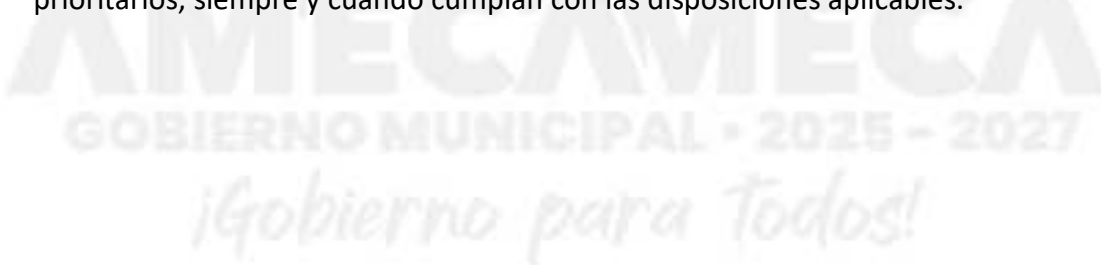 prioritarios, siempre y cuando cumplan con las disposiciones aplicables.
AMECAMECA
GOBIERNO MUNICIPAL • 2025 - 2027
¡Gobierno para Todos!